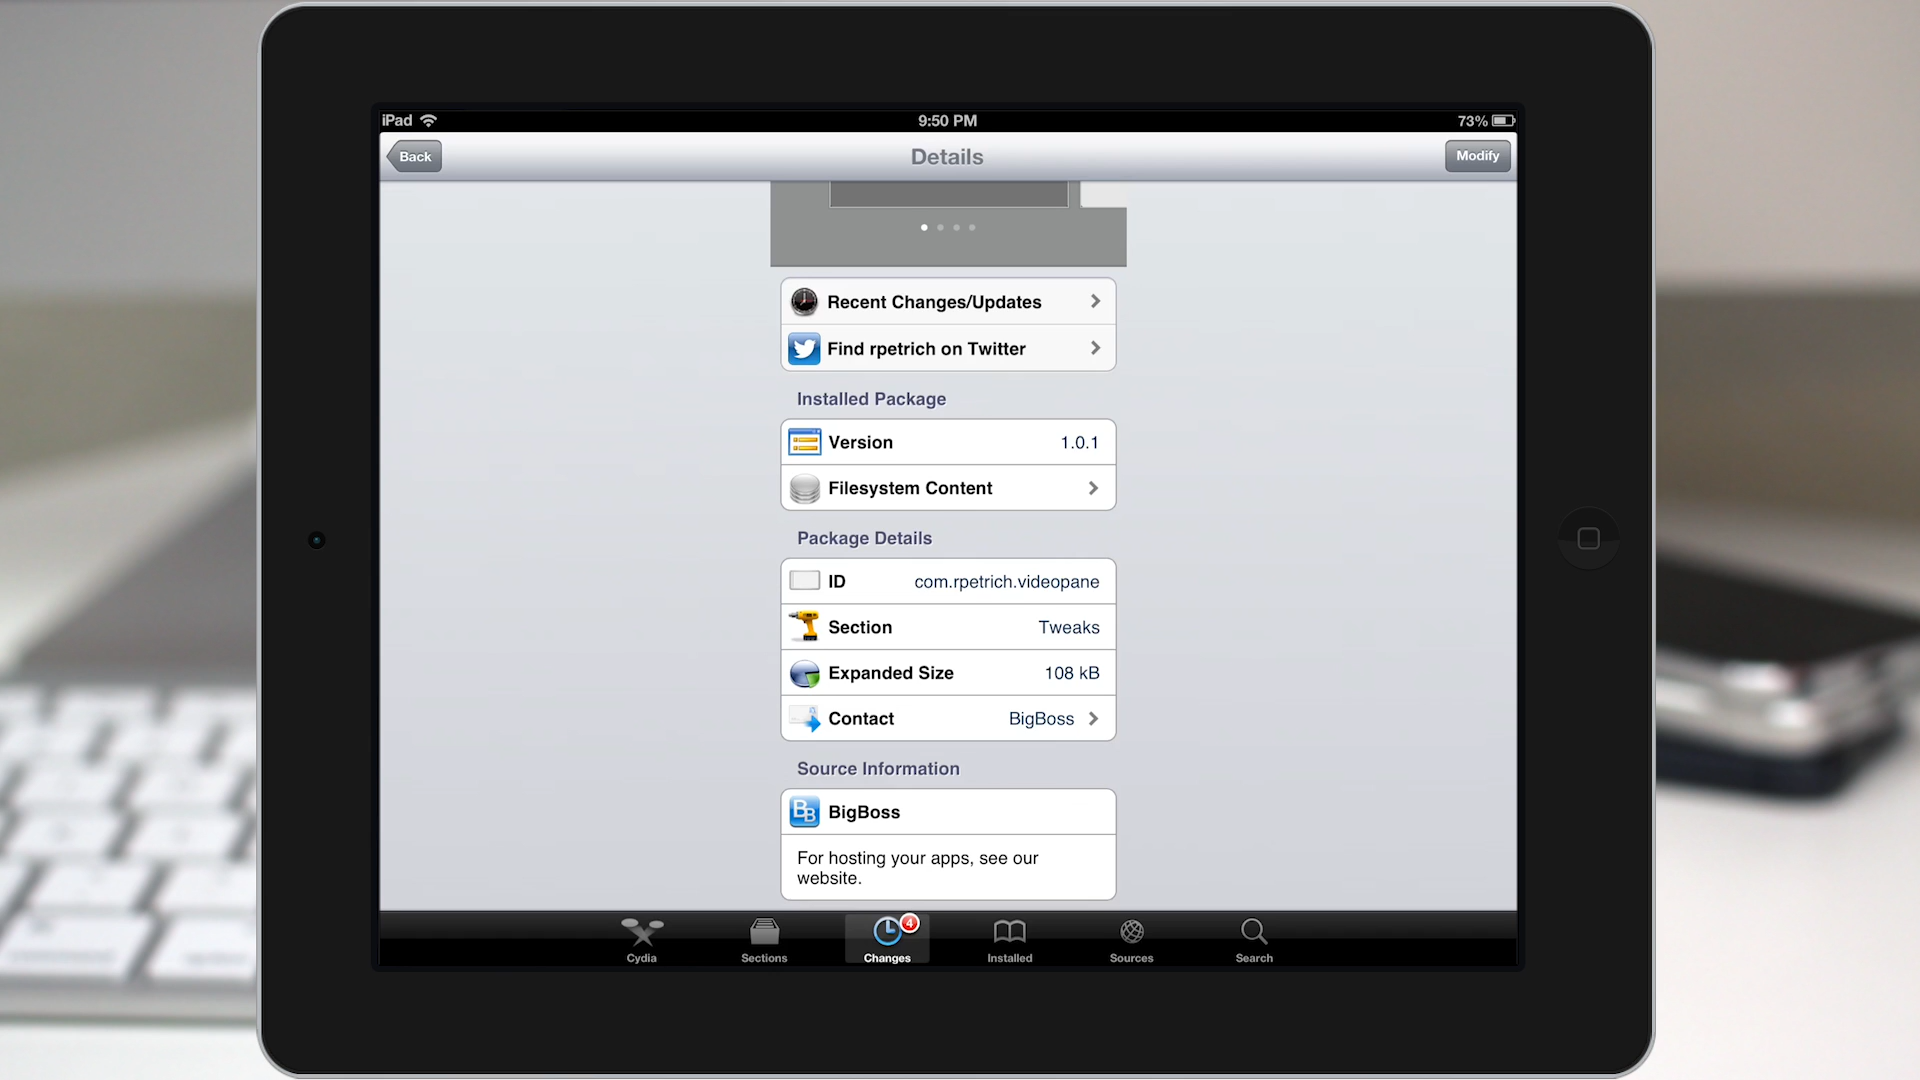 iPad
9:50 PM
73%
Back
Details
Modify
Recent Changes/Updates
Find rpetrich on Twitter
Installed Package
Version 1.0.1
Filesystem Content
Package Details
ID com.rpetrich.videopane
Section Tweaks
Expanded Size 108 kB
Contact BigBoss
Source Information
BB BigBoss
For hosting your apps, see our
website.
4
Cydia
Sections
Changes
Installed
Sources
Search